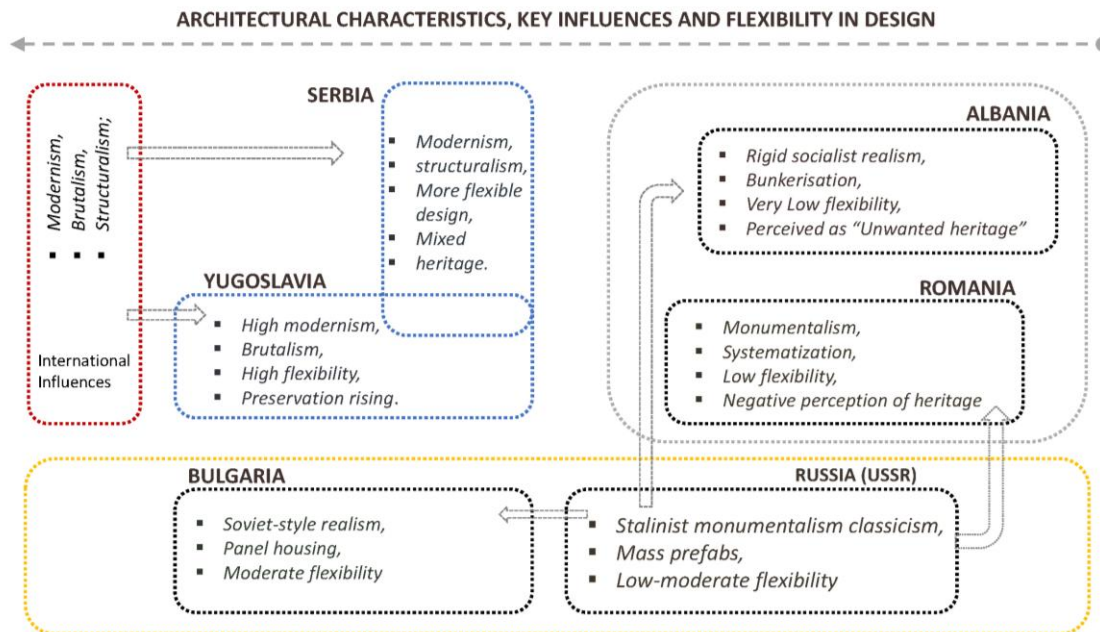 ARCHITECTURAL CHARACTERISTICS, KEY INFLUENCES AND FLEXIBILITY IN DESIGN
Modernism,
Brutalism,
Structuralism;
International
Influences
SERBIA
Modernism,
structuralism,
More flexible
design,
Mixed
heritage.
YUGOSLAVIA
High modernism,
Brutalism,
High flexibility,
Preservation rising.
ALBANIA
Rigid socialist realism,
Bunkerisation,
Very Low flexibility,
Perceived as “Unwanted heritage”
ROMANIA
Monumentalism,
Systematization,
Low flexibility,
Negative perception of heritage
BULGARIA
Soviet-style realism,
Panel housing,
Moderate flexibility
RUSSIA (USSR)
Stalinist monumentalism classicism,
Mass prefabs,
Low-moderate flexibility